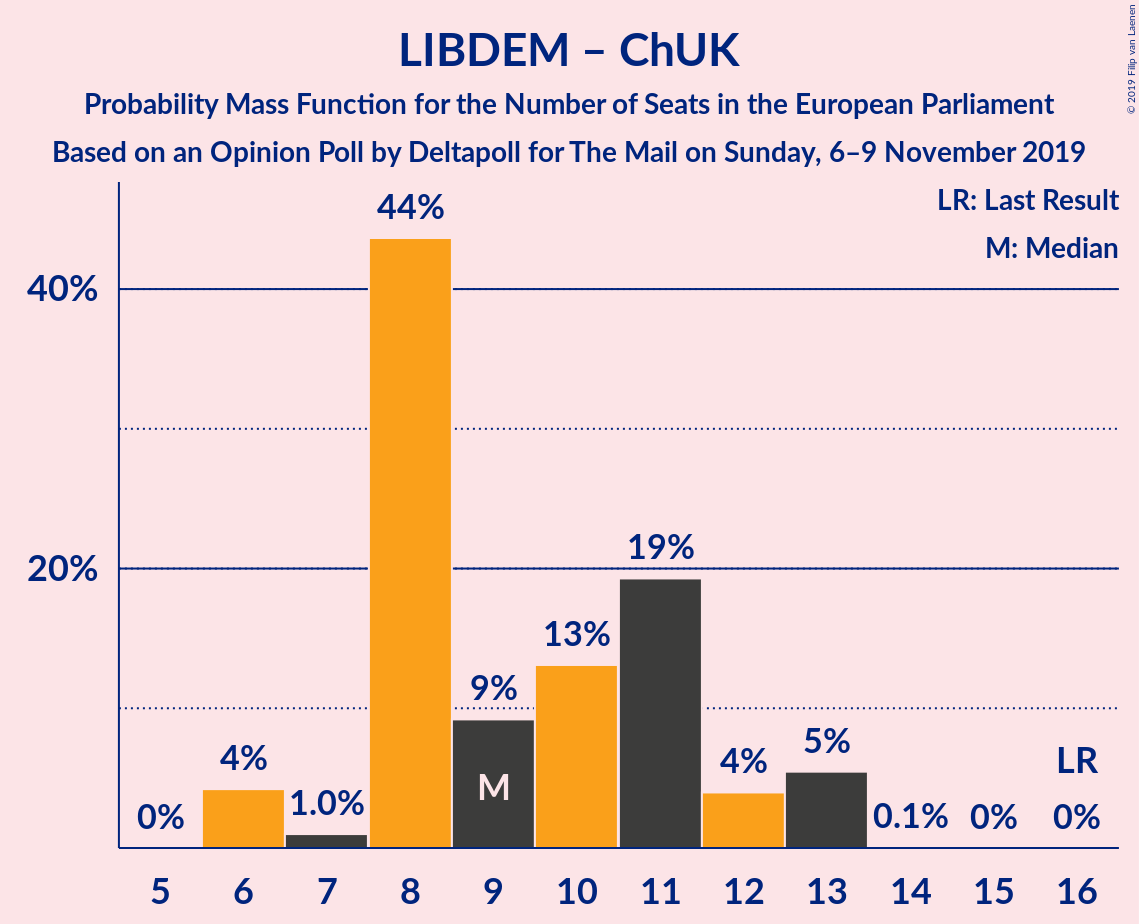 LIBDEM – ChUK
Probability Mass Function for the Number of Seats in the European Parliament
Based on an Opinion Poll by Deltapoll for The Mail on Sunday, 6–9 November 2019
© 2019 Filip van Laenen
LR: Last Result
M: Median
44%
40%
19%
20%
13%
9%
5%
4%
4%
LR
M
1.0%
0%
0.1%
0%
0%
5 6 7 8 9 10 11 12 13 14 15 16